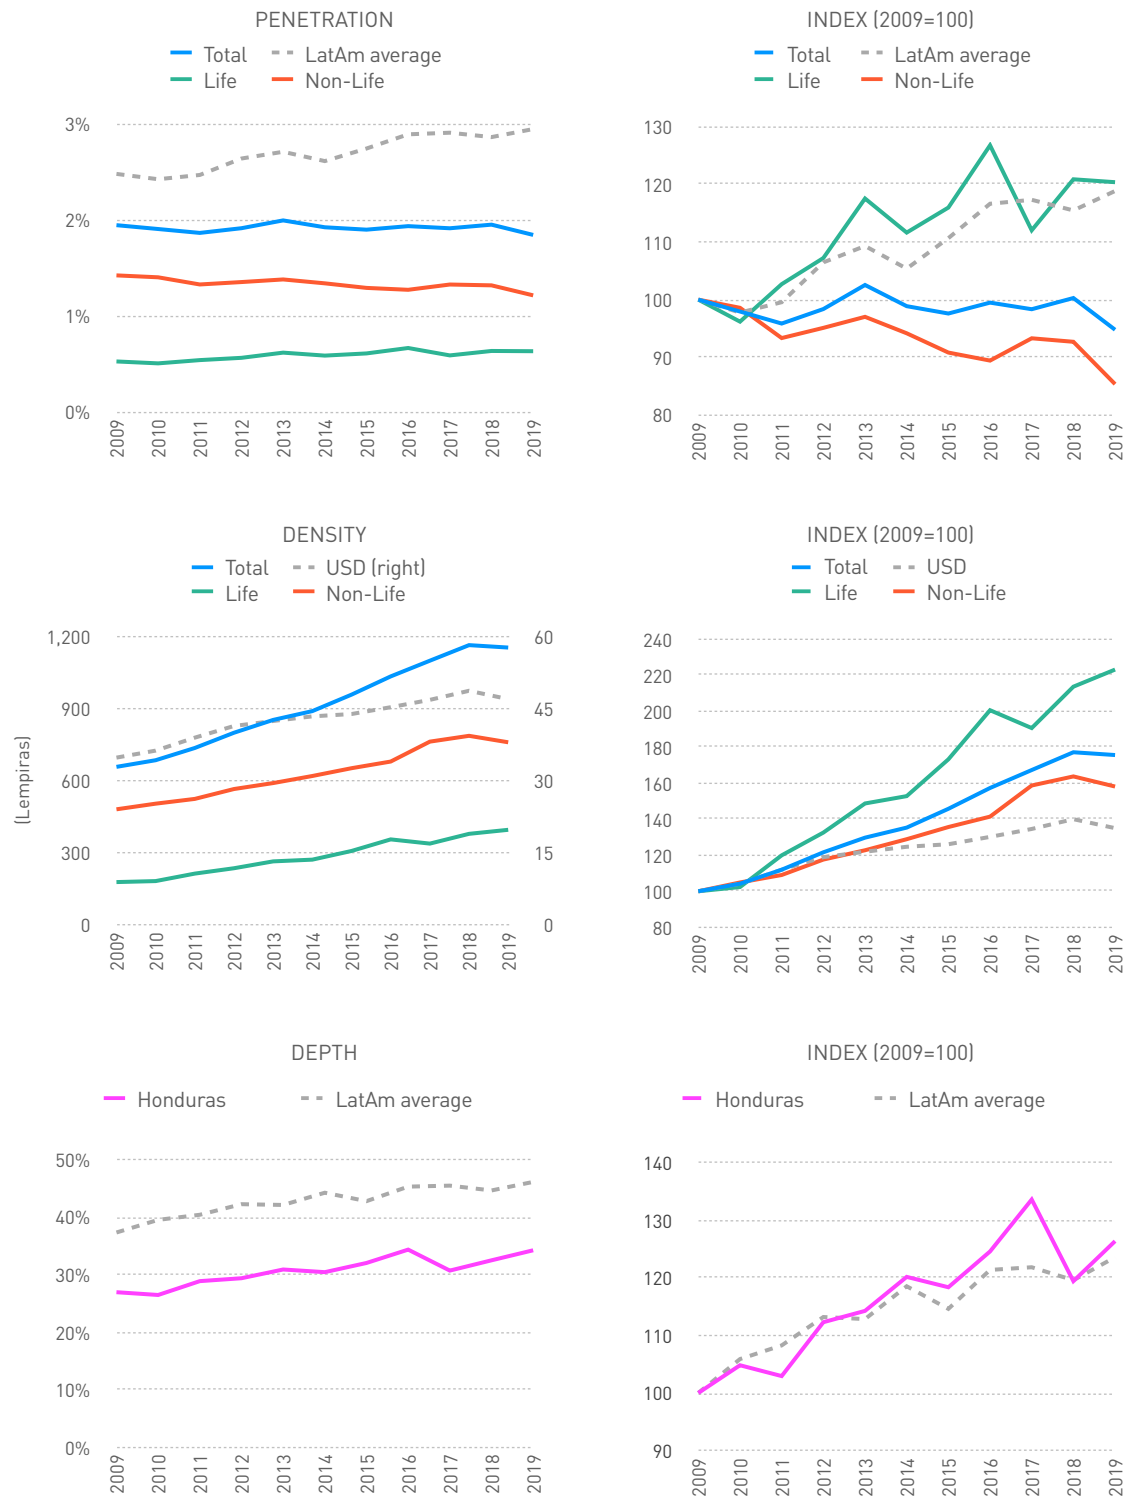 PENETRATION
Total LatAm average
Life Non-Life
3%
2%
1%
0%
2009 2010 2011 2012 2013 2014 2015 2016 2017 2018 2019
INDEX (2009=100)
Total LatAm average
Life Non-Life
130
120
110
100
90
80
2009 2010 2011 2012 2013 2014 2015 2016 2017 2018 2019
DENSITY
Total USD (right)
Life Non-Life
(Lempiras)
1,200 60
900 45
600 30
300 15
0 0
2009 2010 2011 2012 2013 2014 2015 2016 2017 2018 2019
INDEX (2009=100)
Total USD
Life Non-Life
240
220
200
180
160
140
120
100
80
2009 2010 2011 2012 2013 2014 2015 2016 2017 2018 2019
DEPTH
Honduras LatAm average
50%
40%
30%
20%
10%
0%
2009 2010 2011 2012 2013 2014 2015 2016 2017 2018 2019
INDEX (2009=100)
Honduras LatAm average
140
130
120
110
100
90
2009 2010 2011 2012 2013 2014 2015 2016 2017 2018 2019